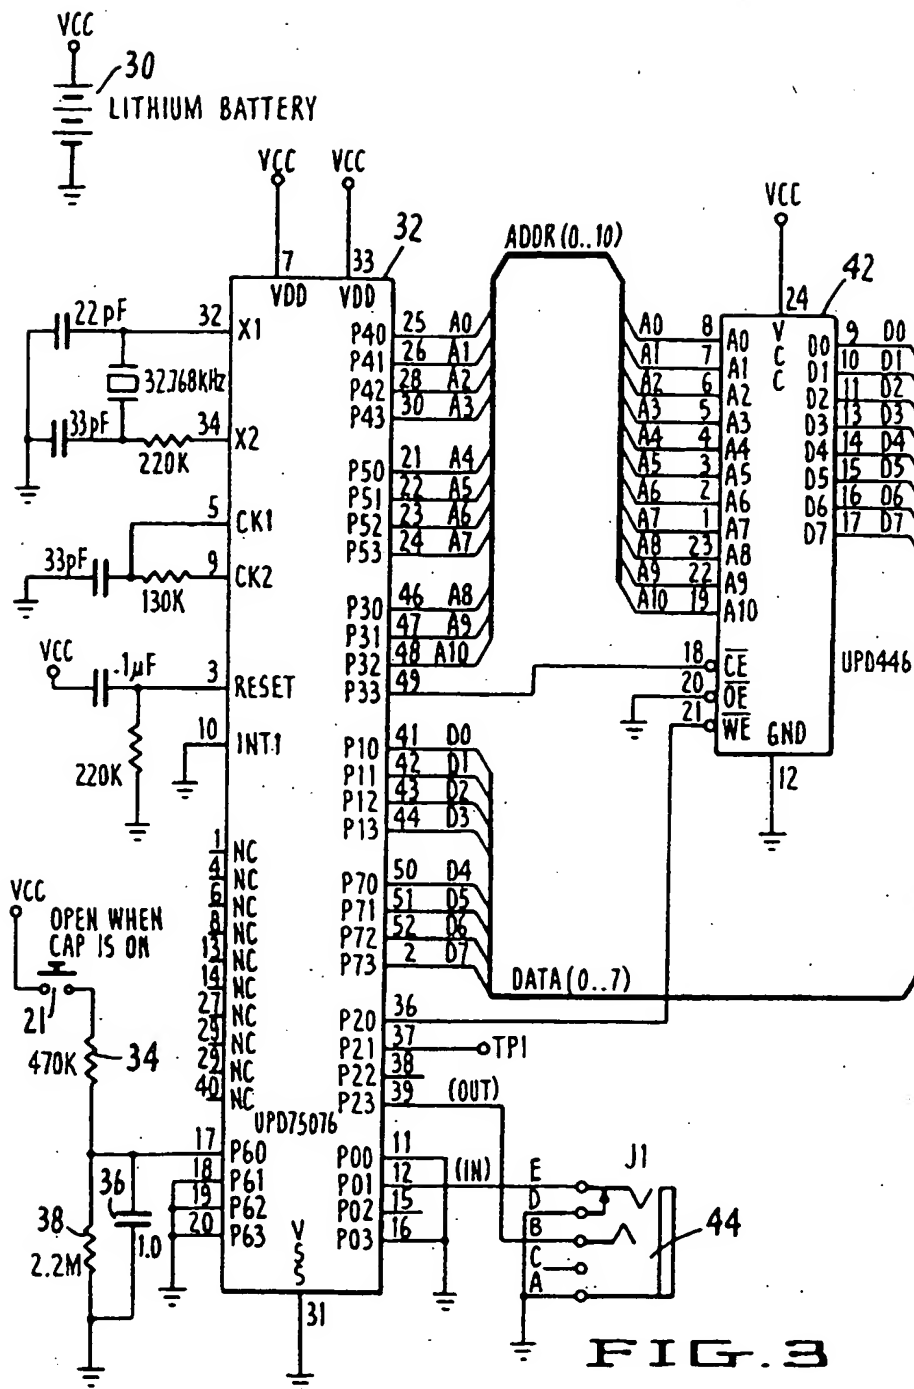 VCC
30
LITHIUM BATTERY
VCC VCC
7 33
32
VDD VDD
ADDR (0..10)
VCC
24
42
22pF
32 X1
32.768KHz
33pF
220K
34 X2
5 CK1
33pF
130K
9 CK2
VCC
.1µF
3 RESET
220K
10 INT1
1 NC
4 NC
6 NC
8 NC
13 NC
14 NC
27 NC
NC
29 NC
40 NC
UPD75076
VCC
OPEN WHEN
CAP IS ON
21
470K
34
17 P60
18 P61
19 P62
20 P63
36
1.0
38
2.2M
VSS
31
P40 25 A0
P41 26 A1
P42 28 A2
P43 30 A3
P50 21 A4
P51 22 A5
P52 23 A6
P53 24 A7
P30 46 A8
P31 47 A9
P32 48 A10
P33 49
P10 41 D0
P11 42 D1
P12 43 D2
P13 44 D3
P70 50 D4
P71 51 D5
P72 52 D6
P73 2 D7
DATA (0..7)
P20 36
P21 37 TP1
P22 38
P23 39 (OUT)
P00 11
P01 12 (IN)
P02 15
P03 16
A0 8 A0
A1 7 A1
A2 6 A2
A3 5 A3
A4 4 A4
A5 3 A5
A6 2 A6
A7 1 A7
A8 23 A8
A9 22 A9
A10 19 A10
18 CE
20 OE
21 WE
VCC
D0 9 D0
D1 10 D1
D2 11 D2
D3 13 D3
D4 14 D4
D5 15 D5
D6 16 D6
D7 17 D7
UPD446
GND
12
J1
E
D
B
C
A
44
FIG. 3